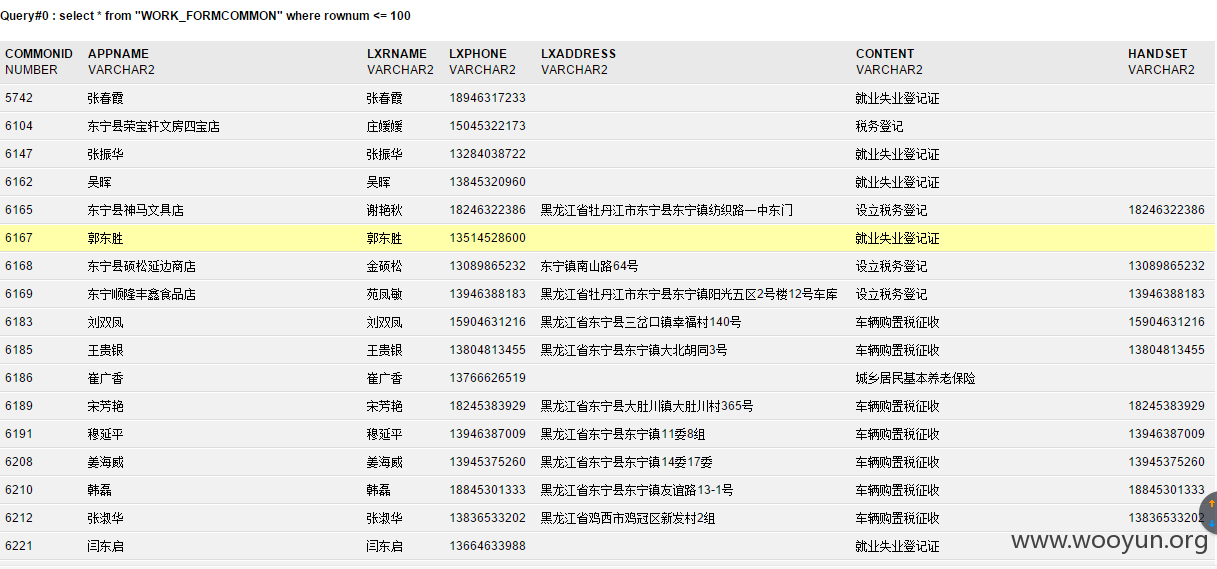 Query#0 : select * from "WORK_FORMCOMMON" where rownum <= 100
COMMONID APPNAME LXRNAME LXPHONE LXADDRESS CONTENT HANDSET
NUMBER VARCHAR2 VARCHAR2 VARCHAR2 VARCHAR2 VARCHAR2 VARCHAR2
5742 张春霞 张春霞 18946317233 就业失业登记证
6104 东宁县荣宝轩文房四宝店 庄媛媛 15045322173 税务登记
6147 张振华 张振华 13284038722 就业失业登记证
6162 吴晖 吴晖 13845320960 就业失业登记证
6165 东宁县神马文具店 谢艳秋 18246322386 黑龙江省牡丹江市东宁县东宁镇纺织路一中东门 设立税务登记 18246322386
6167 郭东胜 郭东胜 13514528600 就业失业登记证
6168 东宁县硕松延边商店 金硕松 13089865232 东宁镇南山路64号 设立税务登记 13089865232
6169 东宁顺隆丰鑫食品店 苑凤敏 13946388183 黑龙江省牡丹江市东宁县东宁镇阳光五区2号楼12号车库 设立税务登记 13946388183
6183 刘双凤 刘双凤 15904631216 黑龙江省东宁县三岔口镇幸福村140号 车辆购置税征收 15904631216
6185 王贵银 王贵银 13804813455 黑龙江省东宁县东宁镇大北胡同3号 车辆购置税征收 13804813455
6186 崔广香 崔广香 13766626519 城乡居民基本养老保险
6189 宋芳艳 宋芳艳 18245383929 黑龙江省东宁县大肚川镇大肚川村365号 车辆购置税征收 18245383929
6191 穆延平 穆延平 13946387009 黑龙江省东宁县东宁镇11委8组 车辆购置税征收 13946387009
6208 姜海威 姜海威 13945375260 黑龙江省东宁县东宁镇14委17委 车辆购置税征收 13945375260
6210 韩磊 韩磊 18845301333 黑龙江省东宁县东宁镇友谊路13-1号 车辆购置税征收 18845301333
6212 张淑华 张淑华 13836533202 黑龙江省鸡西市鸡冠区新发村2组 车辆购置税征收 13836533202
6221 闫东启 闫东启 13664633988 就业失业登记证
www.wooyun.org